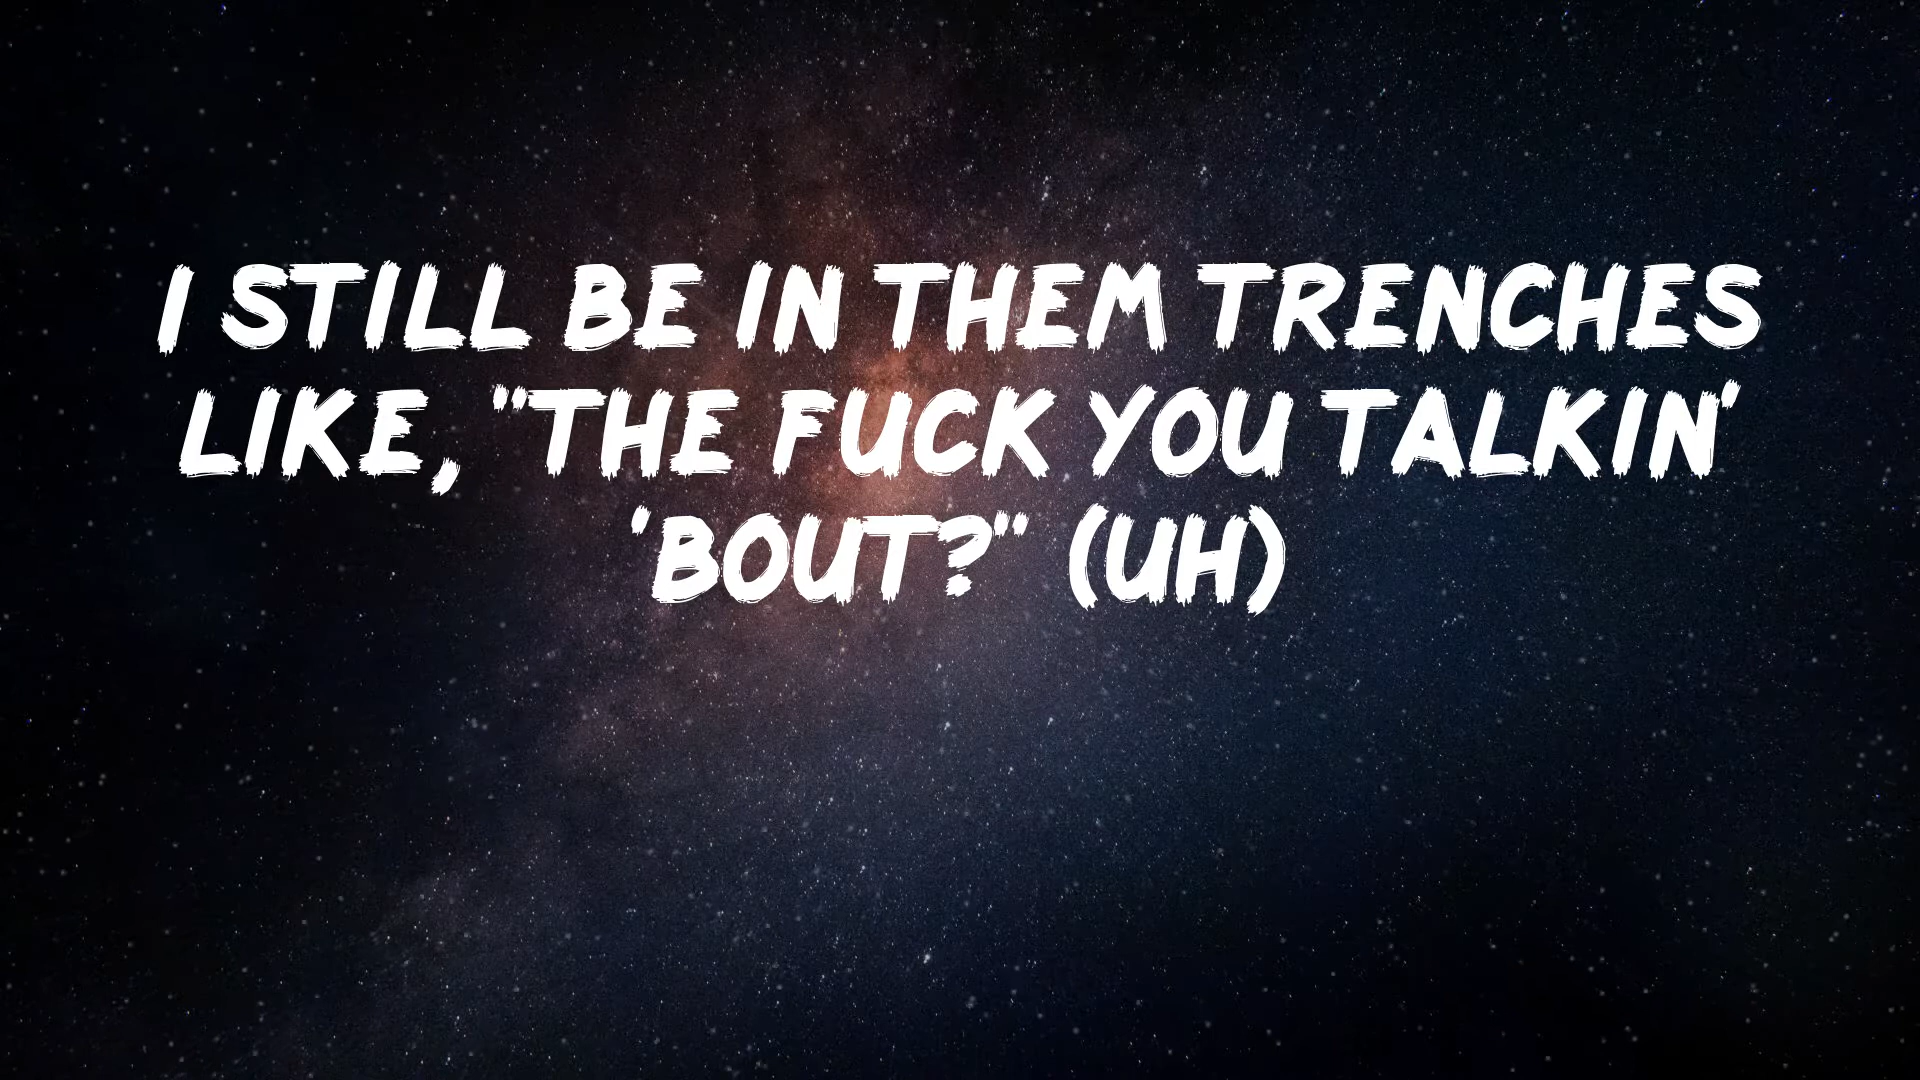 I STILL BE IN THEM TRENCHES
LIKE, "THE FUCK YOU TALKIN'
'BOUT?" (UH)